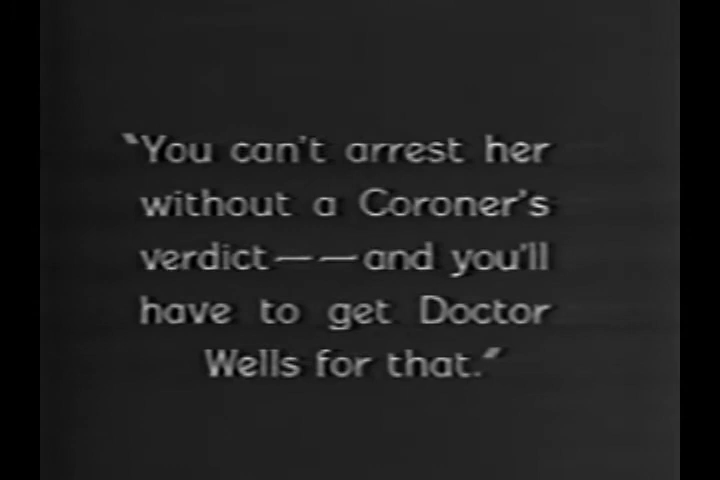 "You can't arrest her
without a Coroner's
verdict——and you'll
have to get Doctor
Wells for that."